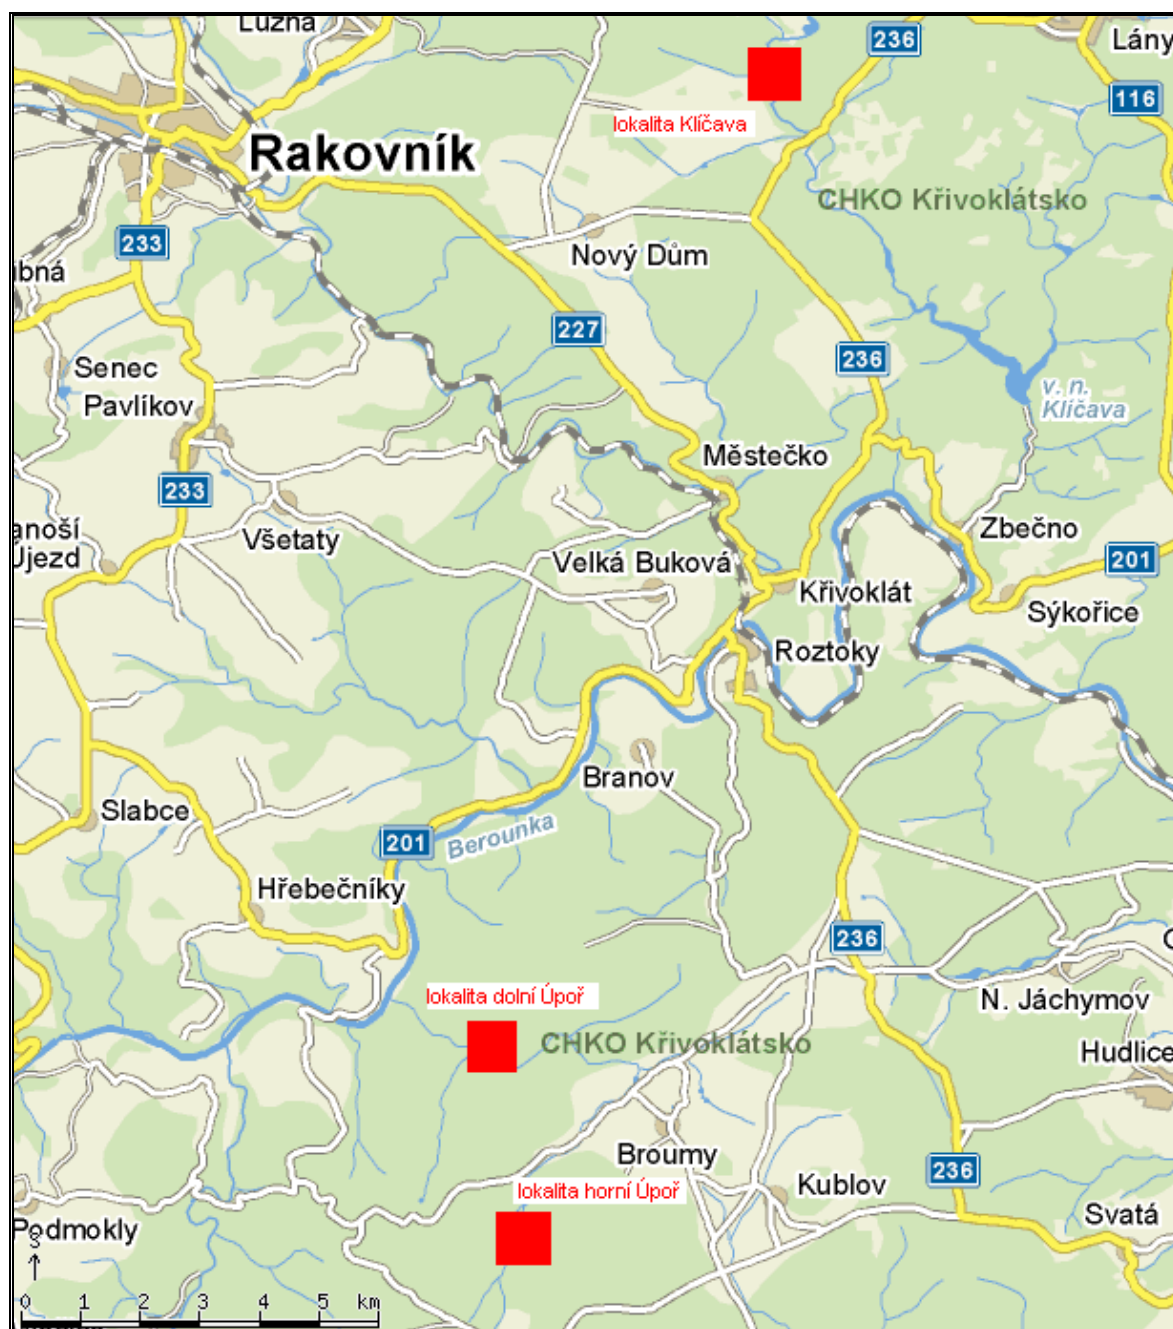 Lužná
236
Lány
116
lokalita Klíčava
Rakovník
CHKO Křivoklátsko
233
Nový Dům
227
236
Senec
Pavlíkov
v. n.
Klíčava
Městečko
233
Všetaty
Zbečno
Újezd
Velká Buková
201
Křivoklát
Sýkořice
Roztoky
Branov
Slabce
201
Berounka
Hřebečníky
236
lokalita dolní Úpoř
N. Jáchymov
CHKO Křivoklátsko
Hudlice
Broumy
236
lokalita horní Úpoř
Kublov
Svatá
Podmokly
S
0 1 2 3 4 5 km